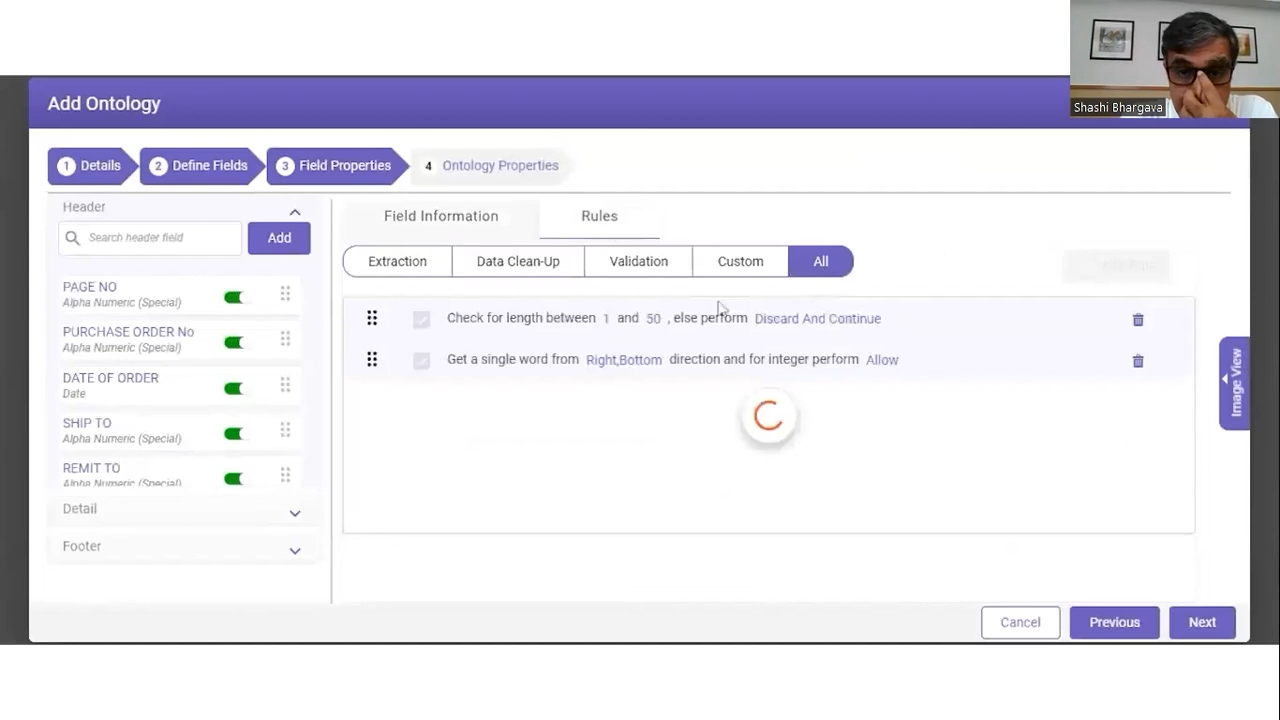 Shashi Bhargava
Add Ontology
1 Details
2 Define Fields
3 Field Properties
4 Ontology Properties
Header
Search header field
Add
PAGE NO
Alpha Numeric (Special)
PURCHASE ORDER No
Alpha Numeric (Special)
DATE OF ORDER
Date
SHIP TO
Alpha Numeric (Special)
REMIT TO
Alpha Numeric (Special)
Detail
Footer
Field Information
Rules
Extraction
Data Clean-Up
Validation
Custom
All
Check for length between 1 and 50 , else perform Discard And Continue
Get a single word from Right,Bottom direction and for integer perform Allow
Image View
Cancel
Previous
Next